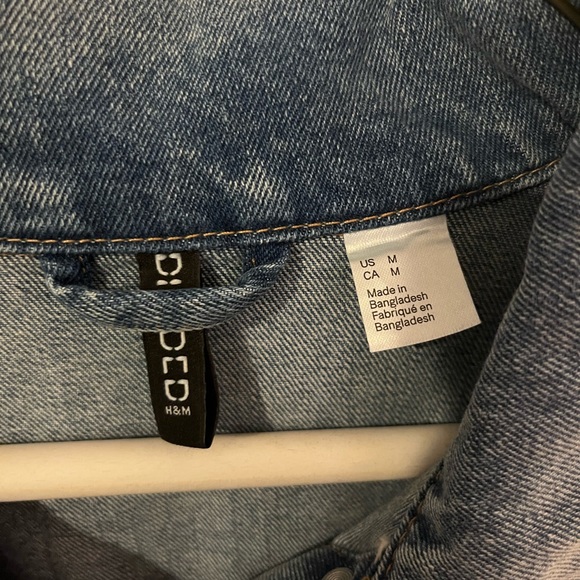 H&M
US M
CA M
Made in
Bangladesh
Fabriqué en
Bangladesh